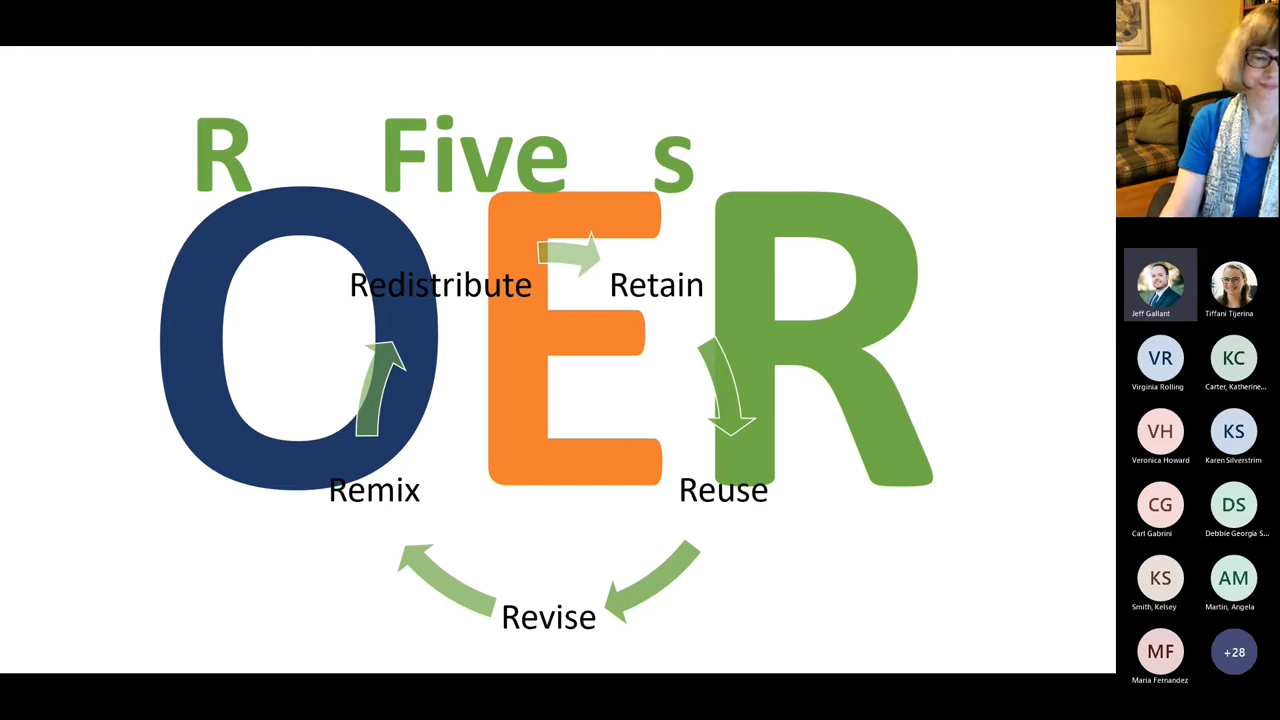 R Five s
OER
Redistribute Retain
Remix Reuse
Revise
Jeff Gallant Tiffani Tijerina
VR KC
Virginia Rolling Carter, Katherine...
VH KS
Veronica Howard Karen Silverstrim
CG DS
Carl Gabrini Debbie Georgia S...
KS AM
Smith, Kelsey Martin, Angela
MF +28
Maria Fernandez